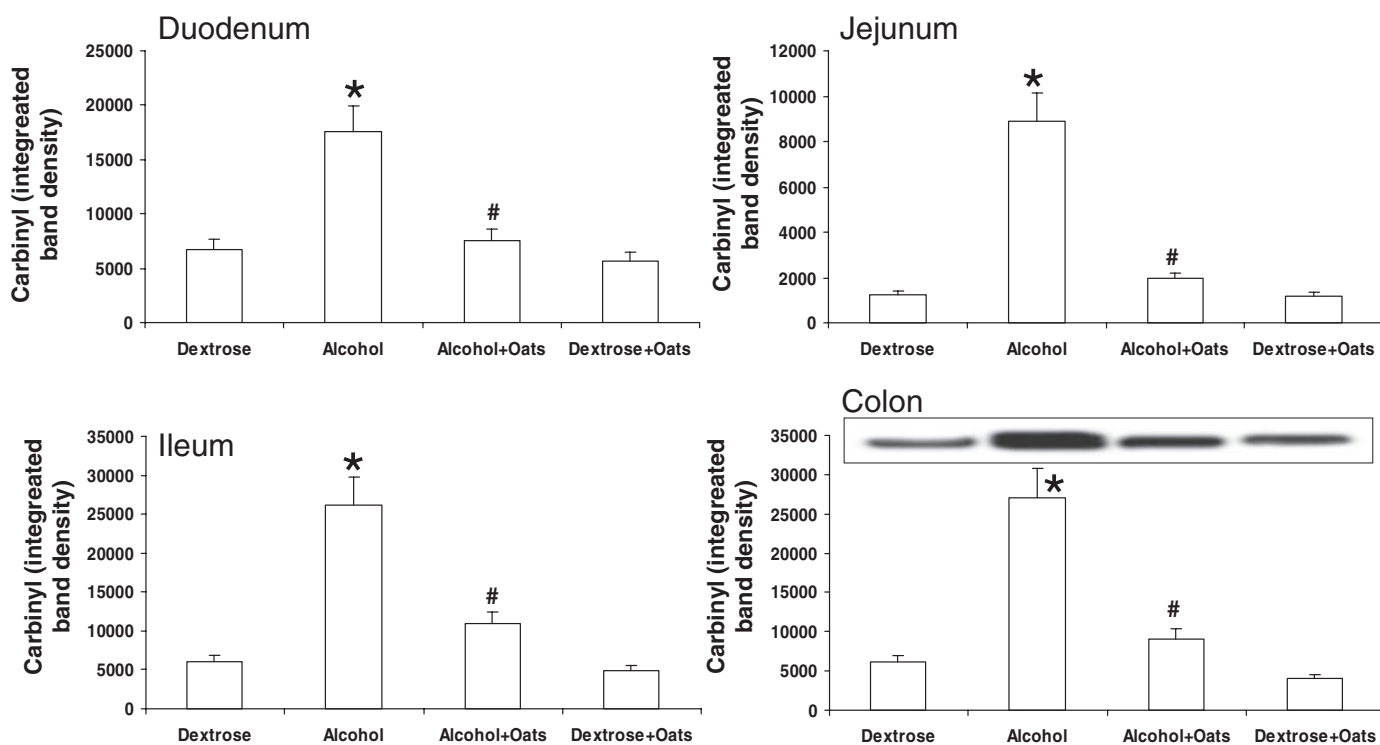 Duodenum
Carbinyl (integreated
band density)
25000
20000
15000
10000
5000
0
*
#
Dextrose Alcohol Alcohol+Oats Dextrose+Oats
Jejunum
Carbinyl (integreated
band density)
12000
10000
8000
6000
4000
2000
0
*
#
Dextrose Alcohol Alcohol+Oats Dextrose+Oats
Ileum
Carbinyl (integreated
band density)
35000
30000
25000
20000
15000
10000
5000
0
*
#
Dextrose Alcohol Alcohol+Oats Dextrose+Oats
Colon
Carbinyl (integreated
band density)
35000
30000
25000
20000
15000
10000
5000
0
*
#
Dextrose Alcohol Alcohol+Oats Dextrose+Oats